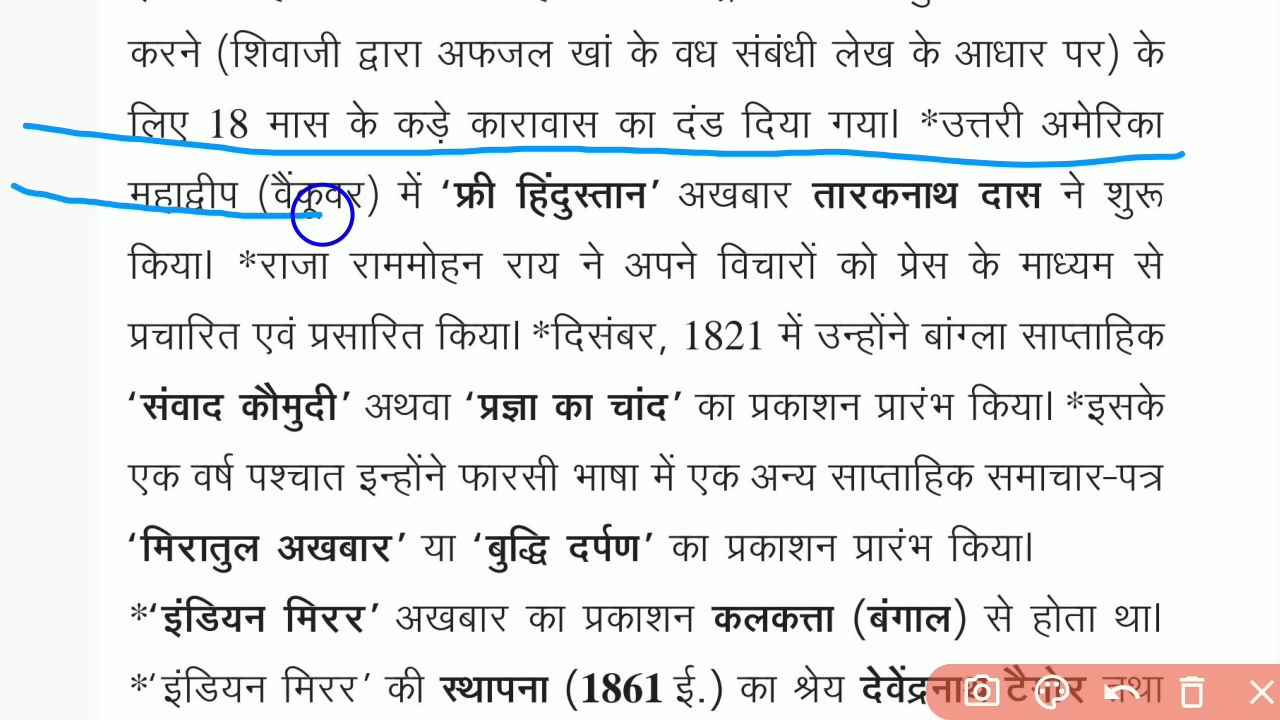 करने (शिवाजी द्वारा अफजल खां के वध संबंधी लेख के आधार पर) के
लिए 18 मास के कड़े कारावास का दंड दिया गया। *उत्तरी अमेरिका
महाद्वीप (वैंकूवर) में ‘फ्री हिंदुस्तान’ अखबार तारकनाथ दास ने शुरू
किया। *राजा राममोहन राय ने अपने विचारों को प्रेस के माध्यम से
प्रचारित एवं प्रसारित किया। *दिसंबर, 1821 में उन्होंने बांग्ला साप्ताहिक
‘संवाद कौमुदी’ अथवा ‘प्रज्ञा का चांद’ का प्रकाशन प्रारंभ किया। *इसके
एक वर्ष पश्चात इन्होंने फारसी भाषा में एक अन्य साप्ताहिक समाचार-पत्र
‘मिरातुल अखबार’ या ‘बुद्धि दर्पण’ का प्रकाशन प्रारंभ किया।
*‘इंडियन मिरर’ अखबार का प्रकाशन कलकत्ता (बंगाल) से होता था।
*‘इंडियन मिरर’ की स्थापना (1861 ई.) का श्रेय देवेंद्रनाथ टैगोर तथा